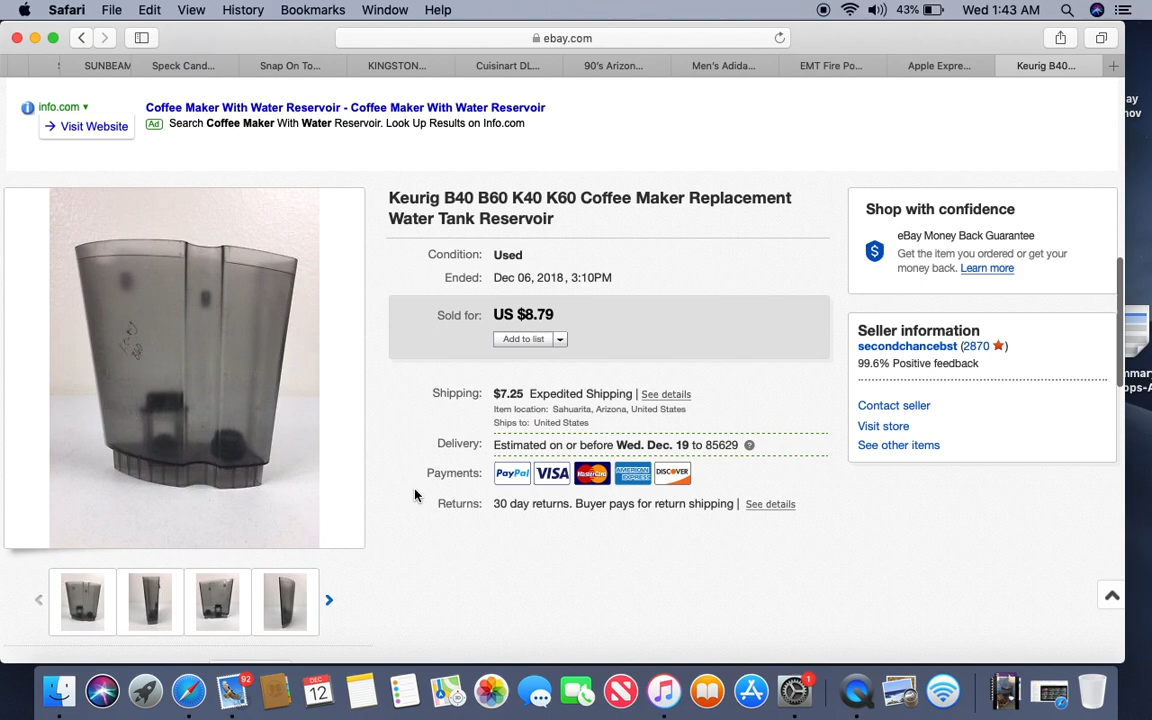 Safari File Edit View History Bookmarks Window Help 43% Wed 1:43 AM
ebay.com
SUNBEAM Speck Cand... Snap On To... KINGSTON... Cuisinart DL... 90's Arizon... Men's Adida... EMT Fire Po... Apple Expre... Keurig B40...
info.com
Visit Website
Coffee Maker With Water Reservoir - Coffee Maker With Water Reservoir
Ad Search Coffee Maker With Water Reservoir. Look Up Results on Info.com
Keurig B40 B60 K40 K60 Coffee Maker Replacement
Water Tank Reservoir
Condition: Used
Ended: Dec 06, 2018 , 3:10PM
Sold for: US $8.79
Add to list
Shipping: $7.25 Expedited Shipping | See details
Item location: Sahuarita, Arizona, United States
Ships to: United States
Delivery: Estimated on or before Wed. Dec. 19 to 85629
Payments: PayPal VISA MasterCard AMERICAN EXPRESS DISCOVER
Returns: 30 day returns. Buyer pays for return shipping | See details
Shop with confidence
eBay Money Back Guarantee
Get the item you ordered or get your
money back. Learn more
Seller information
secondchancebst (2870 )
99.6% Positive feedback
Contact seller
Visit store
See other items
92
DEC
12
1